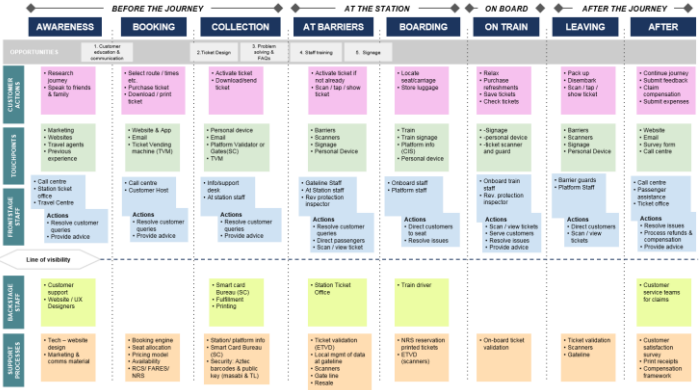 BEFORE THE JOURNEY
AT THE STATION
ON BOARD
AFTER THE JOURNEY
AWARENESS
BOOKING
COLLECTION
AT BARRIERS
BOARDING
ON TRAIN
LEAVING
AFTER
OPPORTUNITIES
1. Customer
education &
communication
2.Ticket Design
3. Problem
solving &
FAQs
4. Staff training
5. Signage
CUSTOMER
ACTIONS
• Research
journey
• Speak to friends
& family
• Select route / times
etc.
• Purchase ticket
• Download / print
ticket
• Activate ticket
• Download/send
ticket
• Activate ticket if
not already
• Scan / tap / show
ticket
• Locate
seat/carriage
• Store luggage
• Relax
• Purchase
refreshments
• Save tickets
• Check tickets
• Pack up
• Disembark
• Scan / tap /
show ticket
• Continue journey
• Submit feedback
• Claim
compensation
• Submit expenses
TOUCHPOINTS
• Marketing
• Websites
• Travel agents
• Previous
experience
• Website & App
• Email
• Ticket Vending
machine (TVM)
• Personal device
• Email
• Platform Validator or
Gates(SC)
• TVM
• Barriers
• Scanners
• Signage
• Personal Device
• Train
• Train signage
• Platform info
(CIS)
• Personal device
• -Signage
• -personal device
• -ticket scanner
and guard
• Barriers
• Scanners
• Signage
• Personal Device
• Website
• Email
• Survey form
• Call centre
FRONTSTAGE
STAFF
• Call centre
• Station ticket
office
• Travel Centre
Actions
• Resolve customer
queries
• Provide advice
• Call centre
• Customer Host
Actions
• Resolve customer
queries
• Provide advice
• Info/support
desk
• At station staff
Actions
• Resolve customer
queries
• Provide advice
• Gateline Staff
• At Station staff
• Rev protection
inspector
Actions
• Resolve customer
queries
• Direct passengers
• Scan / view ticket
• Onboard staff
• Platform staff
Actions
• Direct customers
to seat
• Resolve issues
• Onboard train
staff
• Rev. protection
inspector
Actions
• Scan / view tickets
• Serve customers
• Resolve issues
• Provide advice
• Barrier guards
• Platform Staff
Actions
• Direct customers
• Scan / view
tickets
• Call centre
• Passenger
assistance
• Ticket office
Actions
• Resolve issues
• Process refunds &
compensation
• Provide advice
Line of visibility
BACKSTAGE
STAFF
• Customer
support
• Website / UX
Designers
• Smart card
Bureau (SC)
• Fulfilment
• Printing
• Station Ticket
Office
• Train driver
• Customer
service teams
for claims
SUPPORT
PROCESSES
• Tech – website
design
• Marketing &
comms material
• Booking engine
• Seat allocation
• Pricing model
• Availability
• RCS/ FARES/
NRS
• Station/ platform info
• Smart Card Bureau
(SC)
• Security: Aztec
barcodes & public
key (masabi & TL)
• Ticket validation
(ETVD)
• Local mgmt of data
at gateline
• Scanners
• Gate line
• Resale
• NRS reservation
printed tickets
• ETVD
(scanners)
• On-board ticket
validation
• Ticket validation
• Scanners
• Gateline
• Customer
satisfaction
survey
• Print receipts
• Compensation
framework